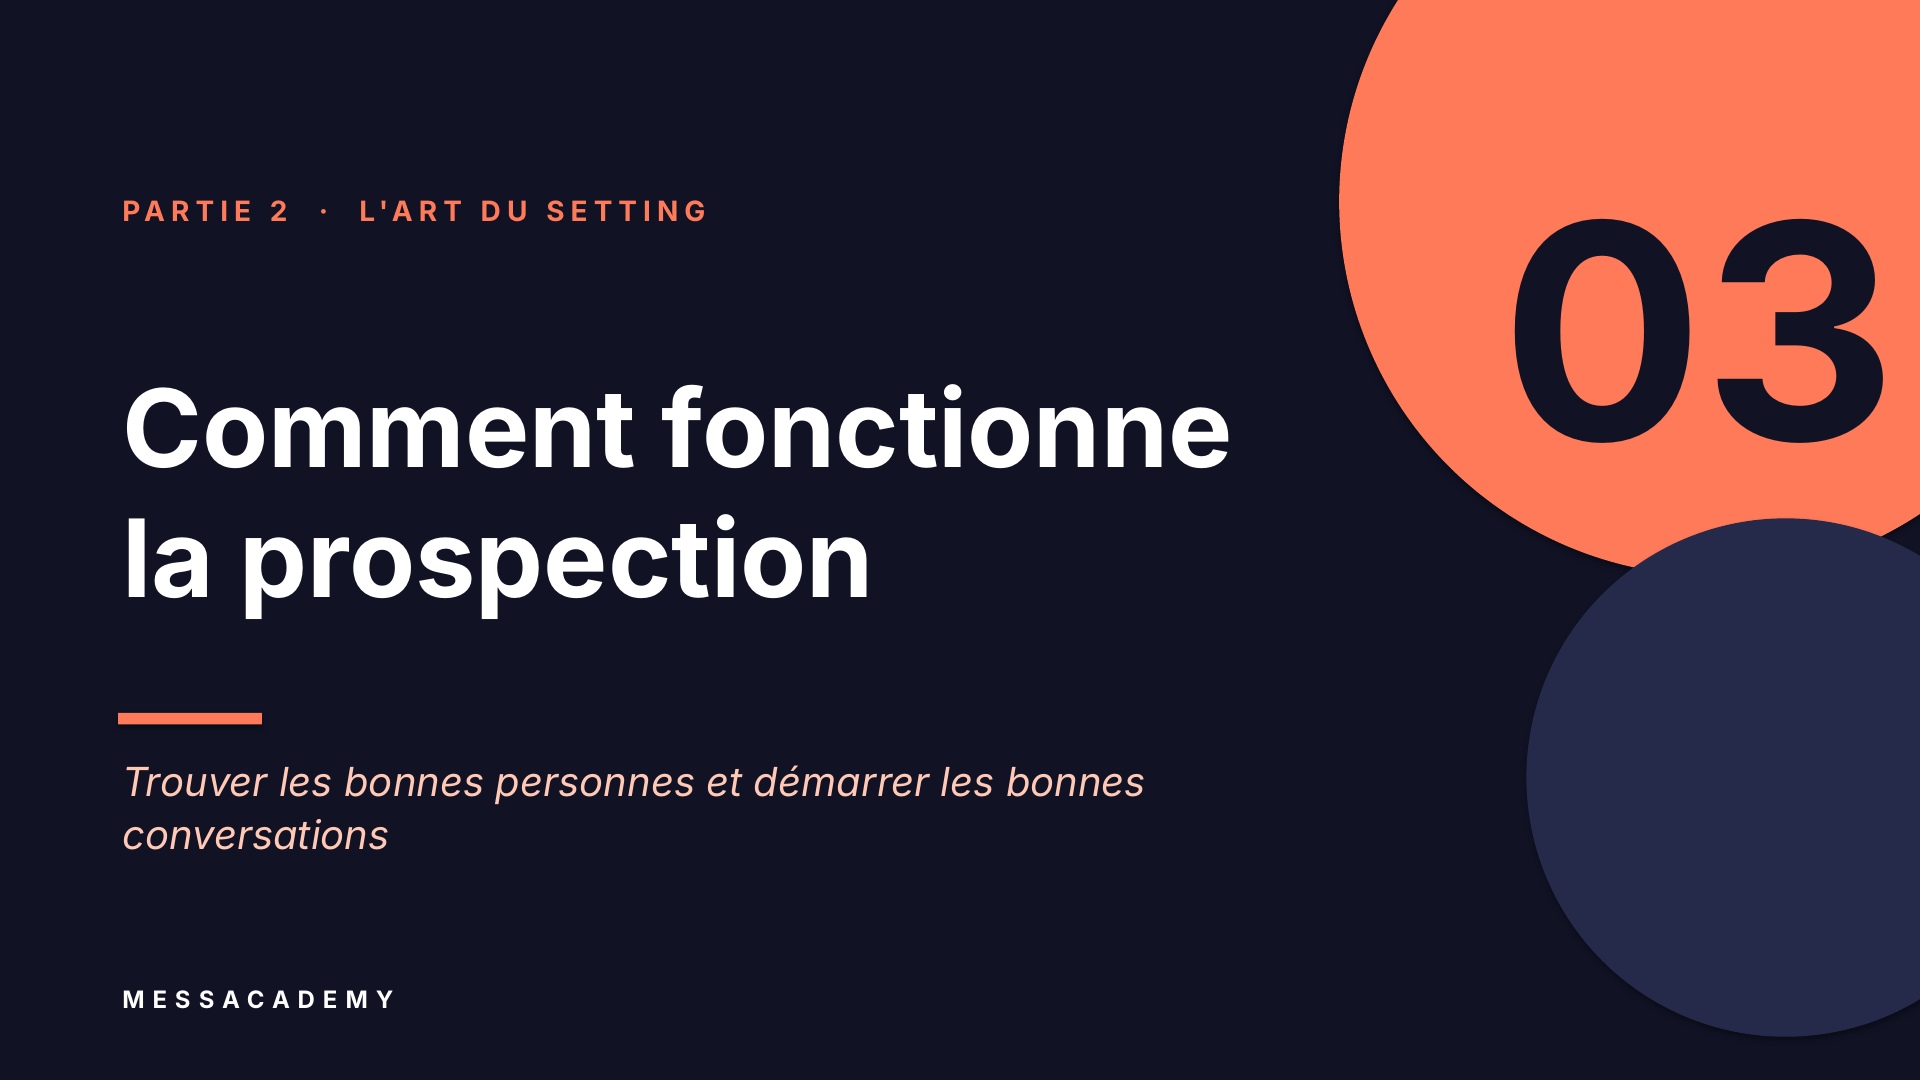 PARTIE 2 · L'ART DU SETTING
03
Comment fonctionne
la prospection
Trouver les bonnes personnes et démarrer les bonnes
conversations
MESSACADEMY